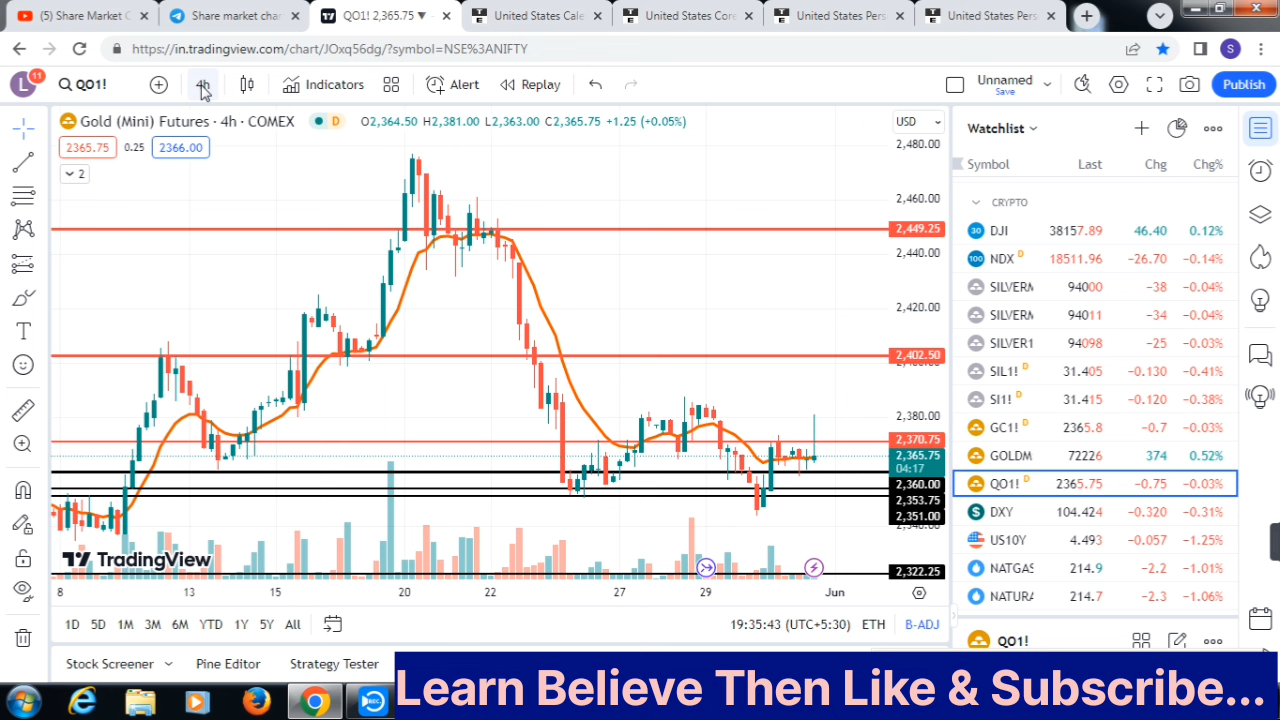 (5) Share Market C
Share market cha
QO1! 2,365.75 ▼
United States
United States Cor
United States Pers
United States Pers
https://in.tradingview.com/chart/JOxq56dg/?symbol=NSE%3ANIFTY
S
L 11 QO1! 4h Indicators Alert Replay Unnamed Save Publish
Gold (Mini) Futures · 4h · COMEX D O2,364.50 H2,381.00 L2,363.00 C2,365.75 +1.25 (+0.05%) USD
2365.75 0.25 2366.00
2
2,480.00
2,460.00
2,449.25
2,440.00
2,420.00
2,402.50
2,380.00
2,370.75
2,365.75
04:17
2,360.00
2,353.75
2,351.00
2,322.25
TradingView
8 13 15 20 22 27 29 Jun
1D 5D 1M 3M 6M YTD 1Y 5Y All 19:35:43 (UTC+5:30) ETH B-ADJ
Stock Screener Pine Editor Strategy Tester
Watchlist
Symbol Last Chg Chg%
CRYPTO
30 DJI 38157.89 46.40 0.12%
100 NDX D 18511.96 −26.70 −0.14%
SILVERM 94000 −38 −0.04%
SILVERM 94011 −34 −0.04%
SILVER1 94098 −25 −0.03%
SIL1! D 31.405 −0.130 −0.41%
SI1! D 31.495 −0.120 −0.38%
GC1! D 2365.8 −0.7 −0.03%
GOLDM 72226 374 0.52%
QO1! D 2365.75 −0.75 −0.03%
DXY 104.424 −0.320 −0.31%
US10Y 4.493 −0.057 −1.25%
NATGAS 214.9 −2.2 −1.01%
NATURA 214.7 −2.3 −1.06%
QO1!
REC
Learn Believe Then Like & Subscribe...